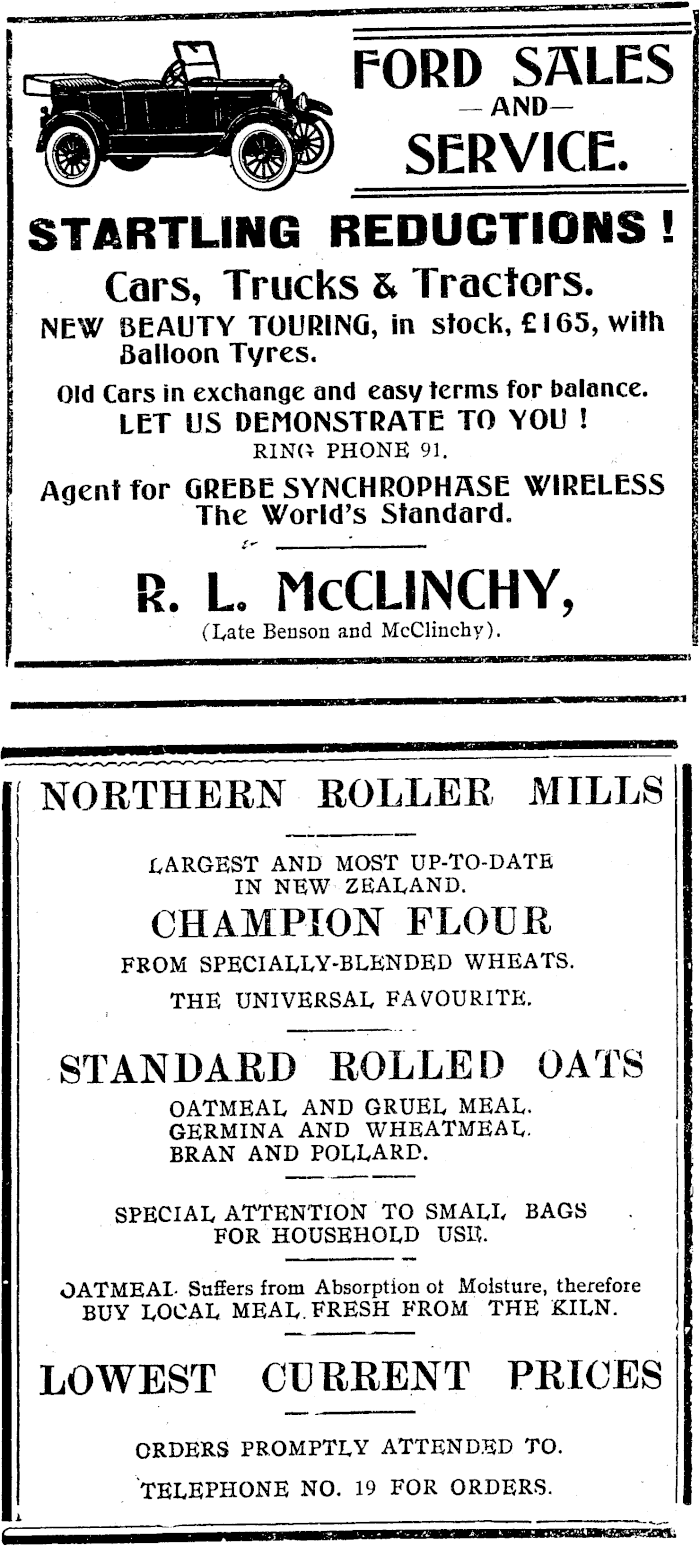 FORD SALES
— AND —
SERVICE.
STARTLING REDUCTIONS!
Cars, Trucks & Tractors.
NEW BEAUTY TOURING, in stock, £165, with
Balloon Tyres.
Old Cars in exchange and easy terms for balance.
LET US DEMONSTRATE TO YOU!
RING PHONE 91.
Agent for GREBE SYNCHROPHASE WIRELESS
The World's Standard.
R. L. McCLINCHY,
(Late Benson and McClinchy).
NORTHERN ROLLER MILLS
LARGEST AND MOST UP-TO-DATE
IN NEW ZEALAND.
CHAMPION FLOUR
FROM SPECIALLY-BLENDED WHEATS.
THE UNIVERSAL FAVOURITE.
STANDARD ROLLED OATS
OATMEAL AND GRUEL MEAL.
GERMINA AND WHEATMEAL.
BRAN AND POLLARD.
SPECIAL ATTENTION TO SMALL BAGS
FOR HOUSEHOLD USE.
OATMEAL Suffers from Absorption of Moisture, therefore
BUY LOCAL MEAL FRESH FROM THE KILN.
LOWEST CURRENT PRICES
ORDERS PROMPTLY ATTENDED TO.
TELEPHONE NO. 19 FOR ORDERS.